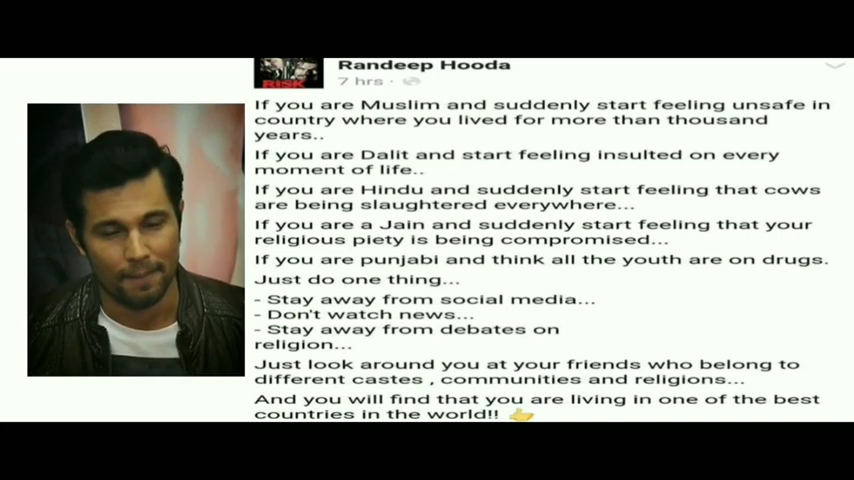 RISK
Randeep Hooda
7 hrs ·
If you are Muslim and suddenly start feeling unsafe in
country where you lived for more than thousand
years..
If you are Dalit and start feeling insulted on every
moment of life..
If you are Hindu and suddenly start feeling that cows
are being slaughtered everywhere...
If you are a Jain and suddenly start feeling that your
religious piety is being compromised...
If you are punjabi and think all the youth are on drugs.
Just do one thing...
- Stay away from social media...
- Don't watch news...
- Stay away from debates on
religion...
Just look around you at your friends who belong to
different castes , communities and religions...
And you will find that you are living in one of the best
countries in the world!!